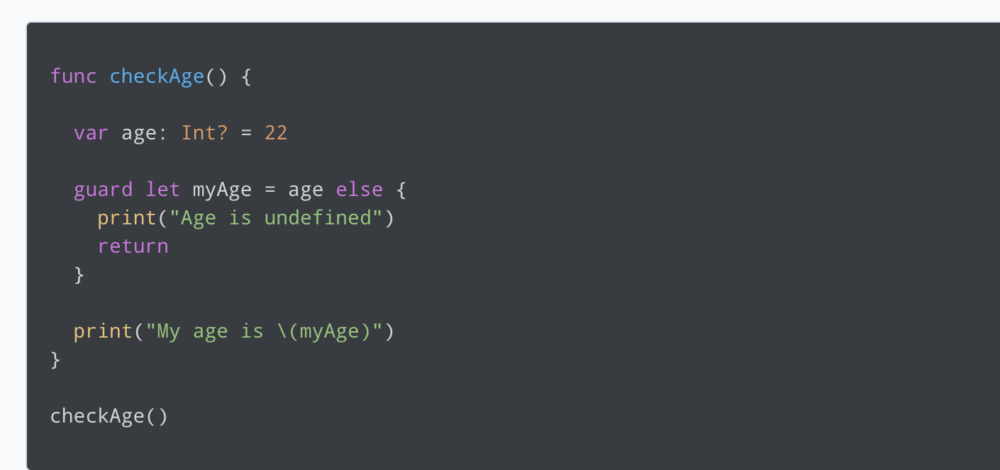 func checkAge() {
var age: Int? = 22
guard let myAge = age else {
print("Age is undefined")
return
}
print("My age is \(myAge)")
}
checkAge()